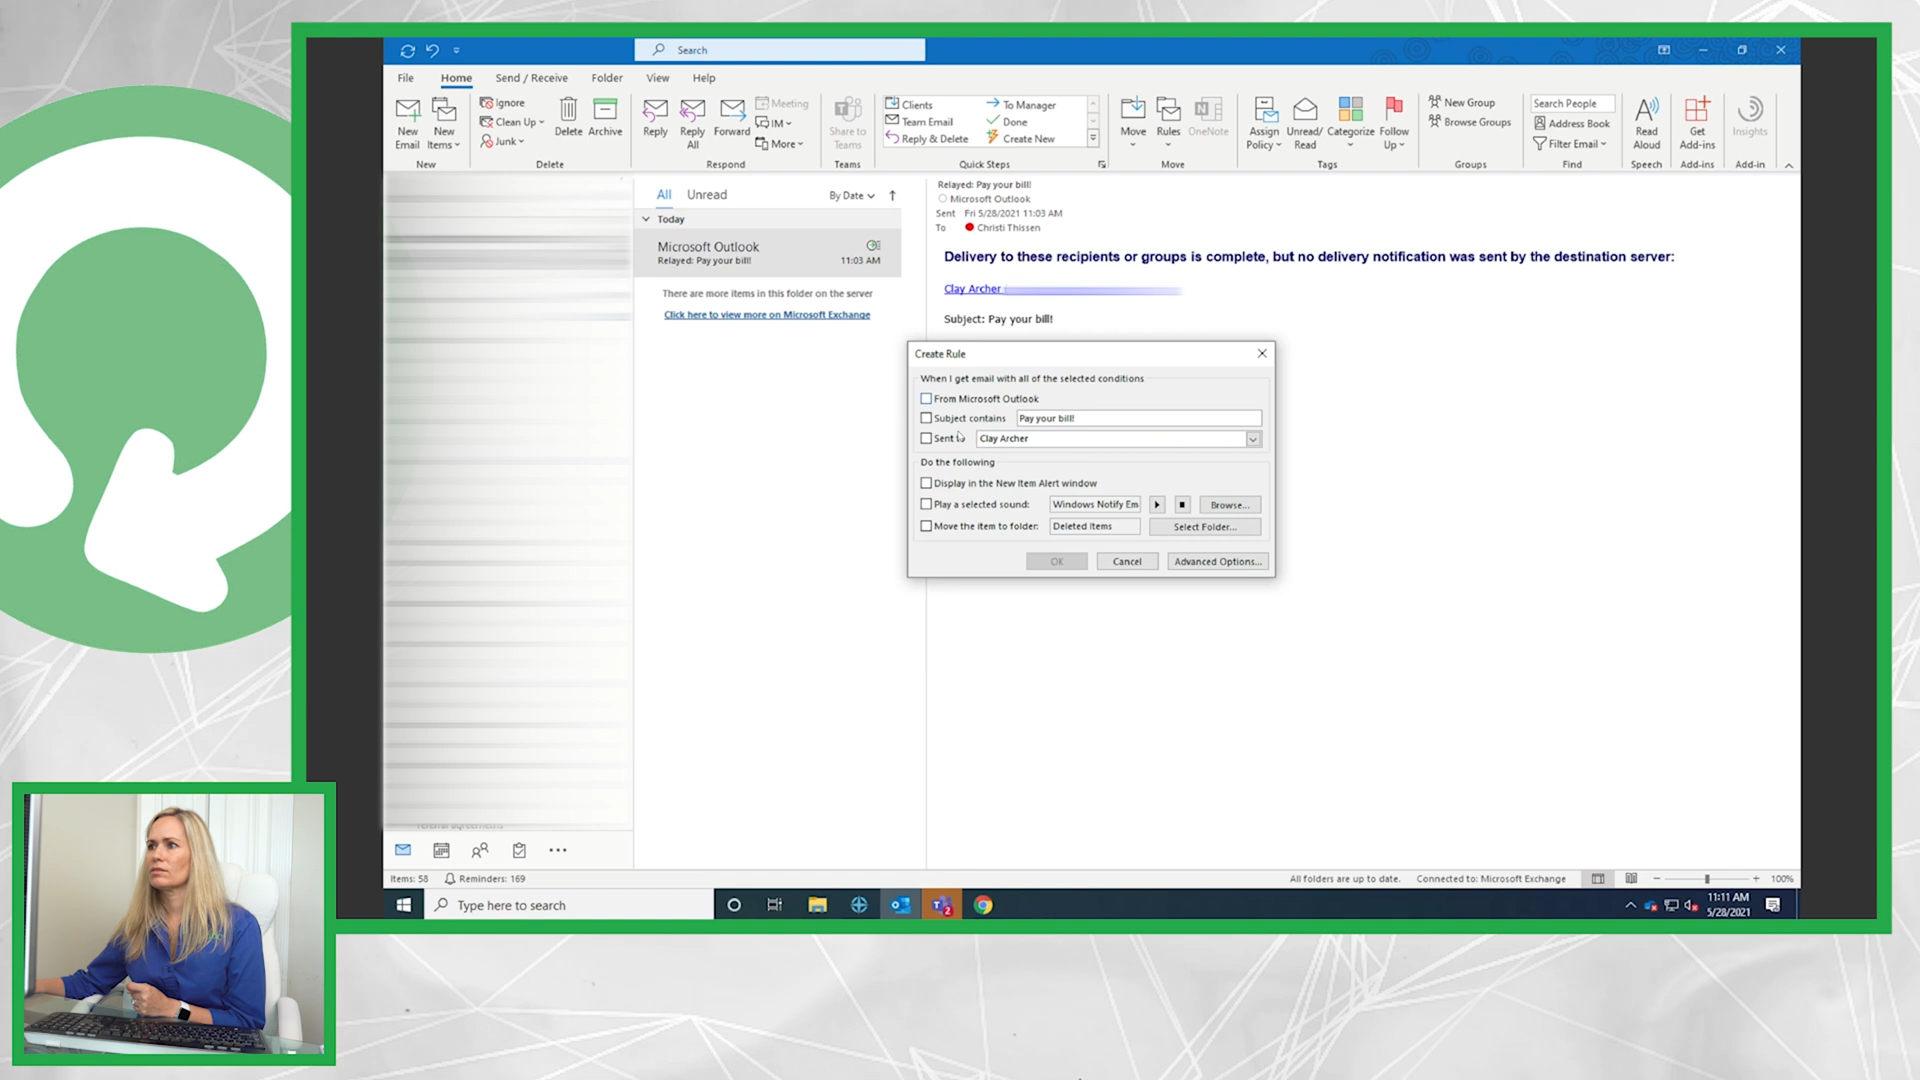 Search
File Home Send / Receive Folder View Help
New Email
New Items
New
Ignore
Clean Up
Junk
Delete
Archive
Delete
Reply
Reply All
Forward
Meeting
IM
More
Respond
Share to Teams
Teams
Clients
Team Email
Reply & Delete
To Manager
Done
Create New
Quick Steps
Move
Rules
OneNote
Move
Assign Policy
Unread/ Read
Categorize
Follow Up
Tags
New Group
Browse Groups
Groups
Search People
Address Book
Filter Email
Find
Read Aloud
Speech
Get Add-ins
Add-ins
Insights
Add-in
All Unread By Date
Today
Microsoft Outlook
Relayed: Pay your bill! 11:03 AM
There are more items in this folder on the server
Click here to view more on Microsoft Exchange
Relayed: Pay your bill!
Microsoft Outlook
Sent Fri 5/28/2021 11:03 AM
To Christi Thissen
Delivery to these recipients or groups is complete, but no delivery notification was sent by the destination server:
Clay Archer
Subject: Pay your bill!
Create Rule
When I get email with all of the selected conditions
From Microsoft Outlook
Subject contains Pay your bill!
Sent Clay Archer
Do the following
Display in the New Item Alert window
Play a selected sound: Windows Notify Em Browse...
Move the item to folder: Deleted Items Select Folder...
OK Cancel Advanced Options...
Items: 58 Reminders: 169 All folders are up to date. Connected to: Microsoft Exchange 100%
Type here to search
2
11:11 AM
5/28/2021